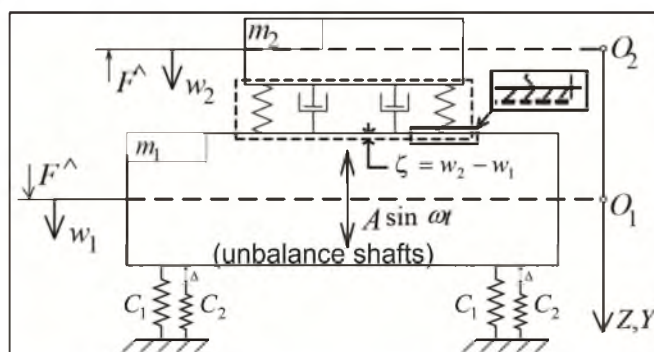 m₂
O₂
F^
w₂
m₁
ζ = w₂ − w₁
F^
w₁
A sin ωt
O₁
(unbalance shafts)
Δ
Δ
C₁
C₂
C₁
C₂
Z,Y